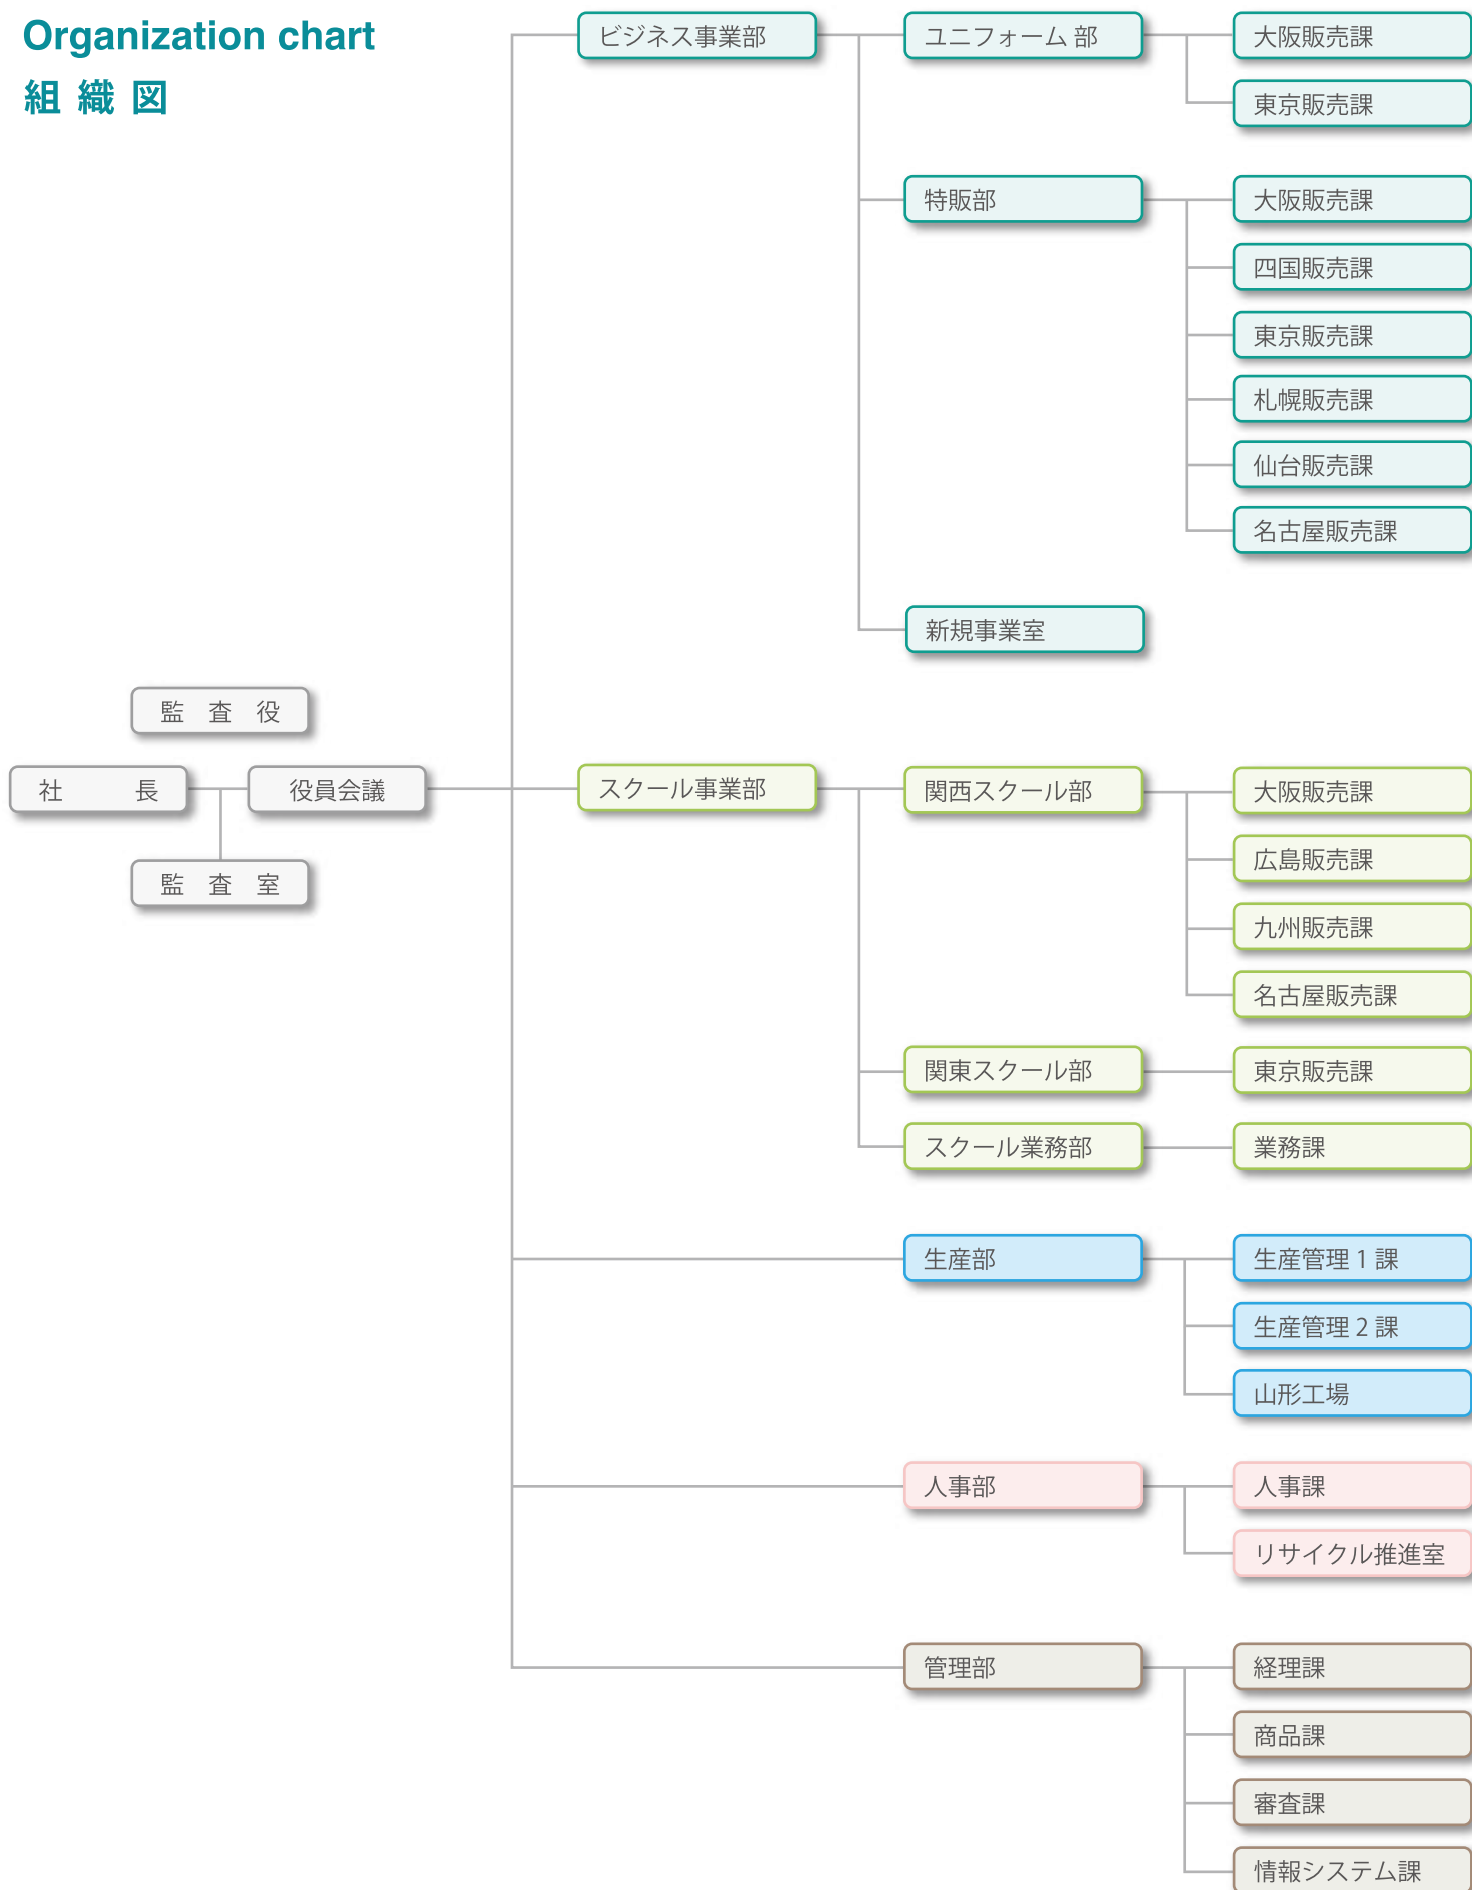 Organization chart
組織図
ビジネス事業部
ユニフォーム部
大阪販売課
東京販売課
特販部
大阪販売課
四国販売課
東京販売課
札幌販売課
仙台販売課
名古屋販売課
新規事業室
監査役
社長
役員会議
監査室
スクール事業部
関西スクール部
大阪販売課
広島販売課
九州販売課
名古屋販売課
関東スクール部
東京販売課
スクール業務部
業務課
生産部
生産管理1課
生産管理2課
山形工場
人事部
人事課
リサイクル推進室
管理部
経理課
商品課
審査課
情報システム課